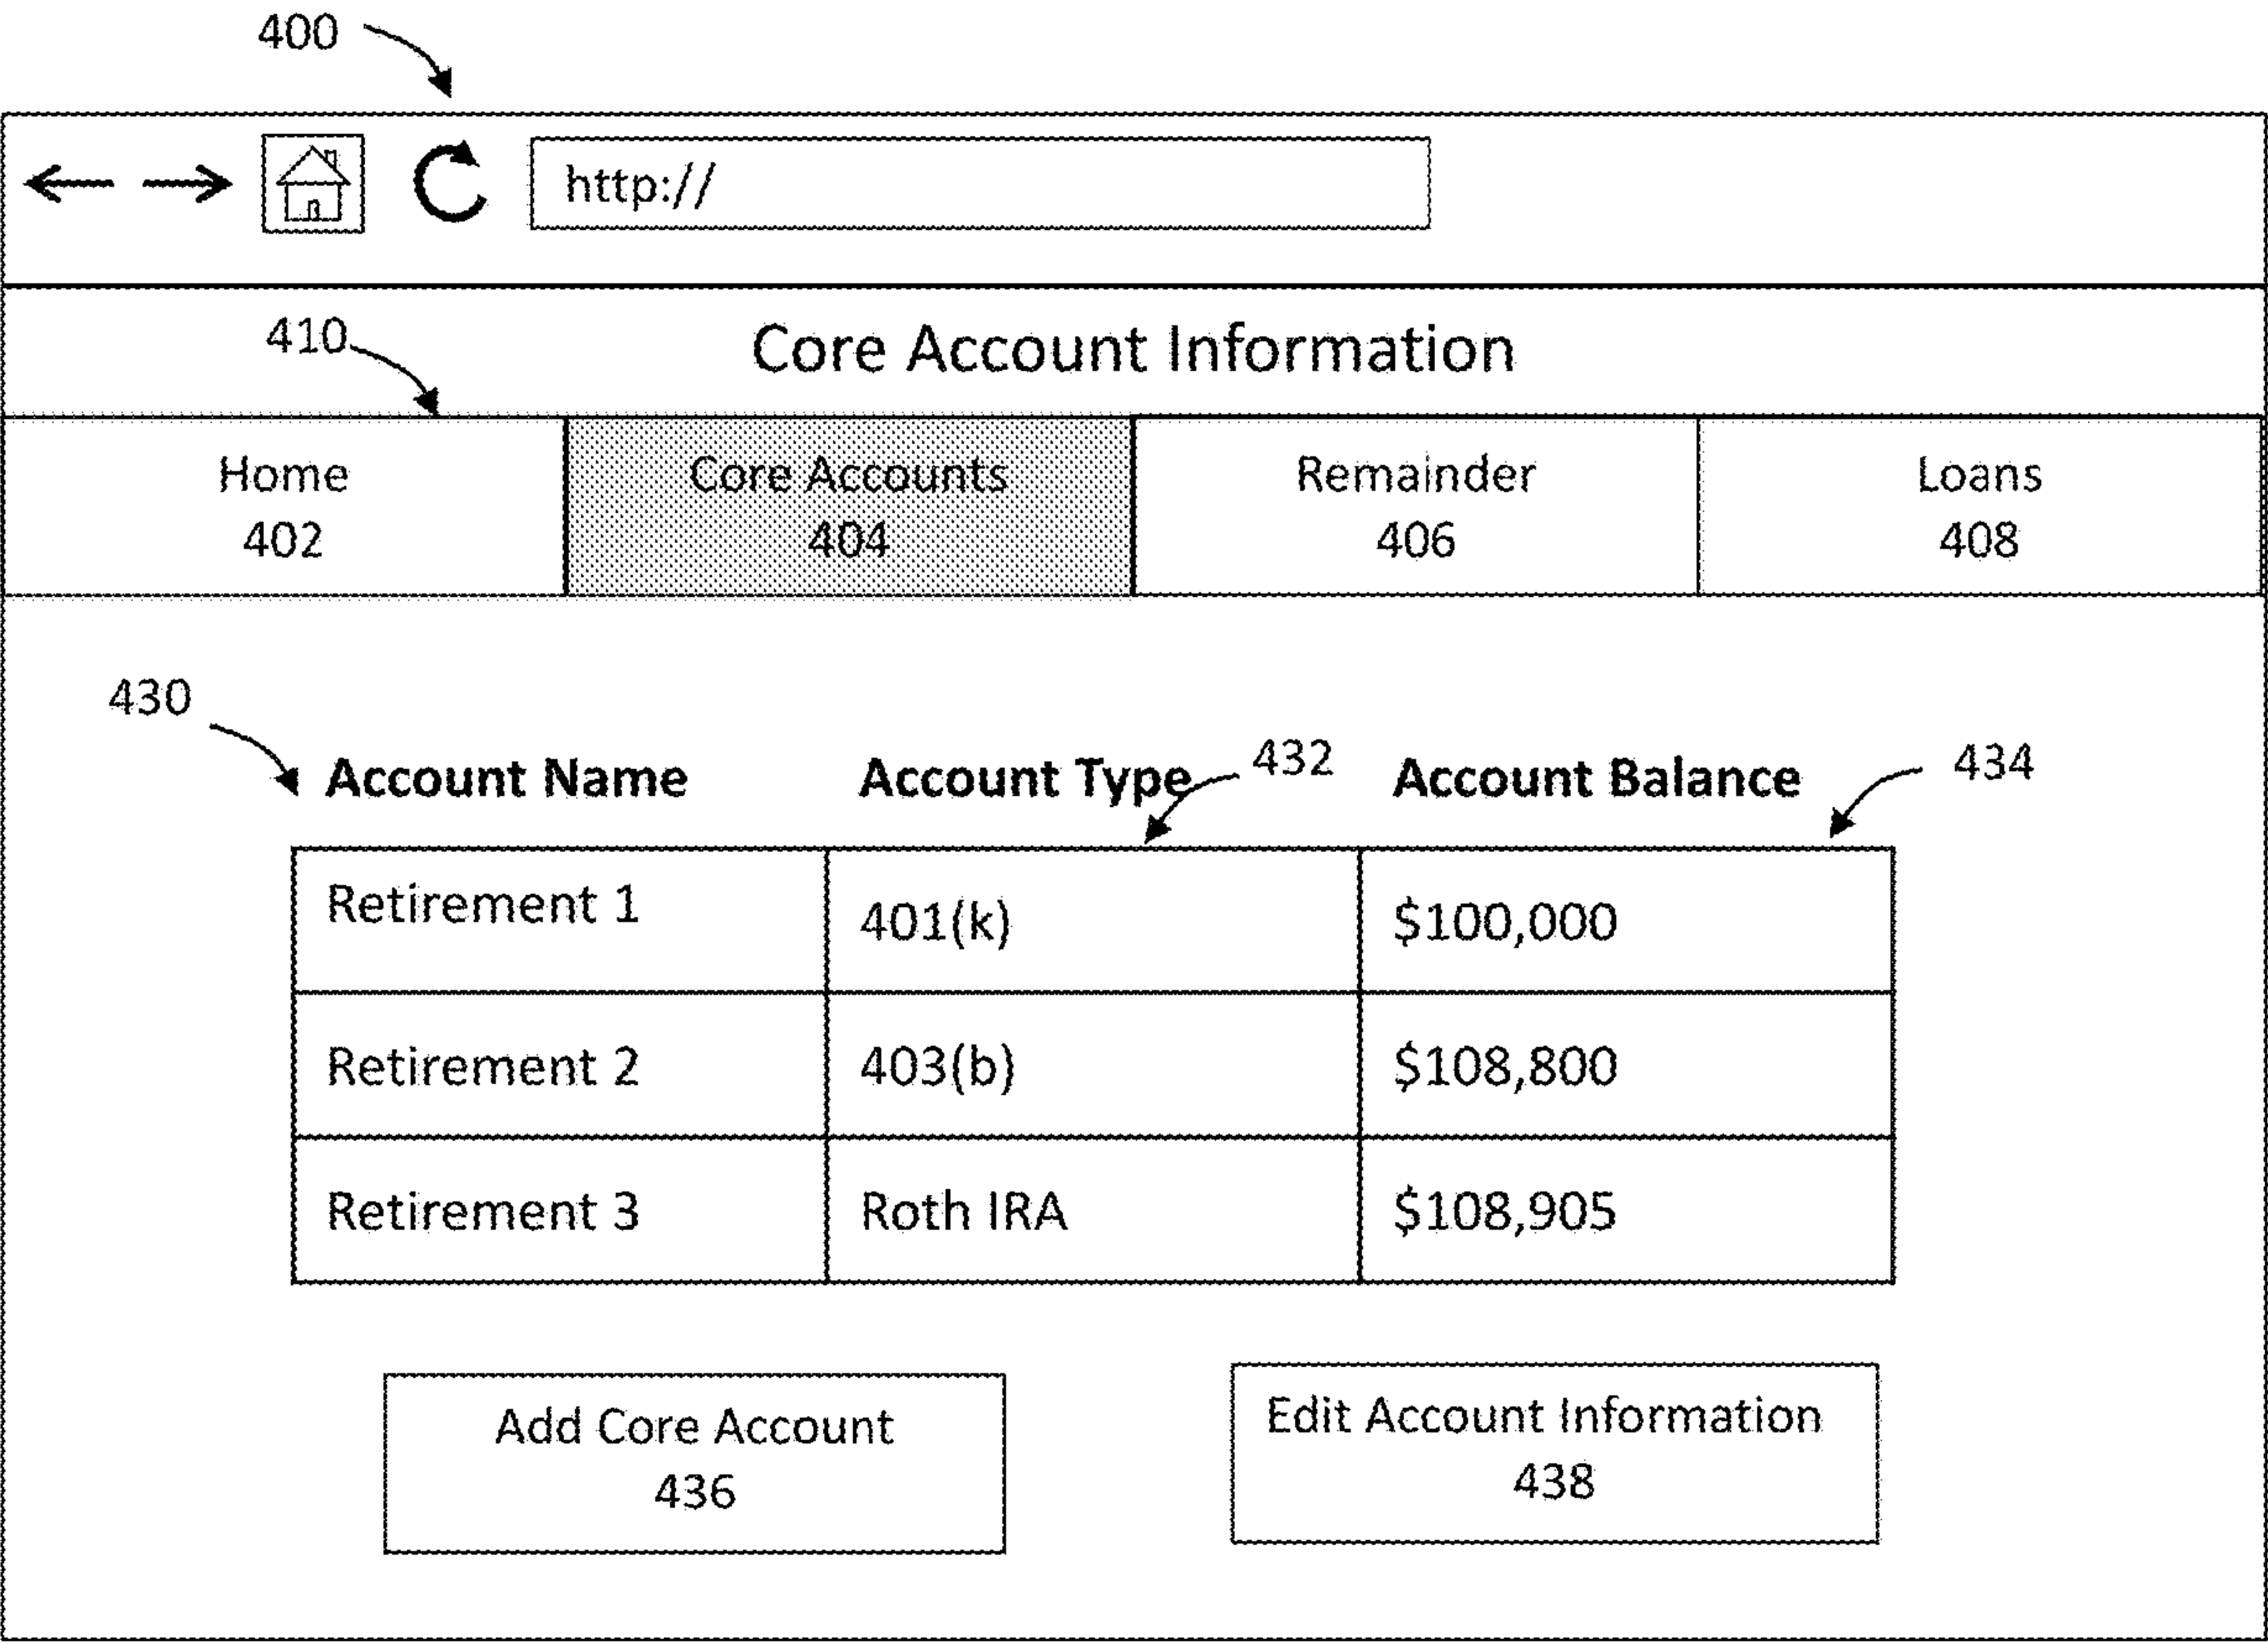 400
http://
410
Core Account Information
Home
402
Core Accounts
404
Remainder
406
Loans
408
430
Account Name
Account Type
432
Account Balance
434
Retirement 1
401(k)
$100,000
Retirement 2
403(b)
$108,800
Retirement 3
Roth IRA
$108,905
Add Core Account
436
Edit Account Information
438